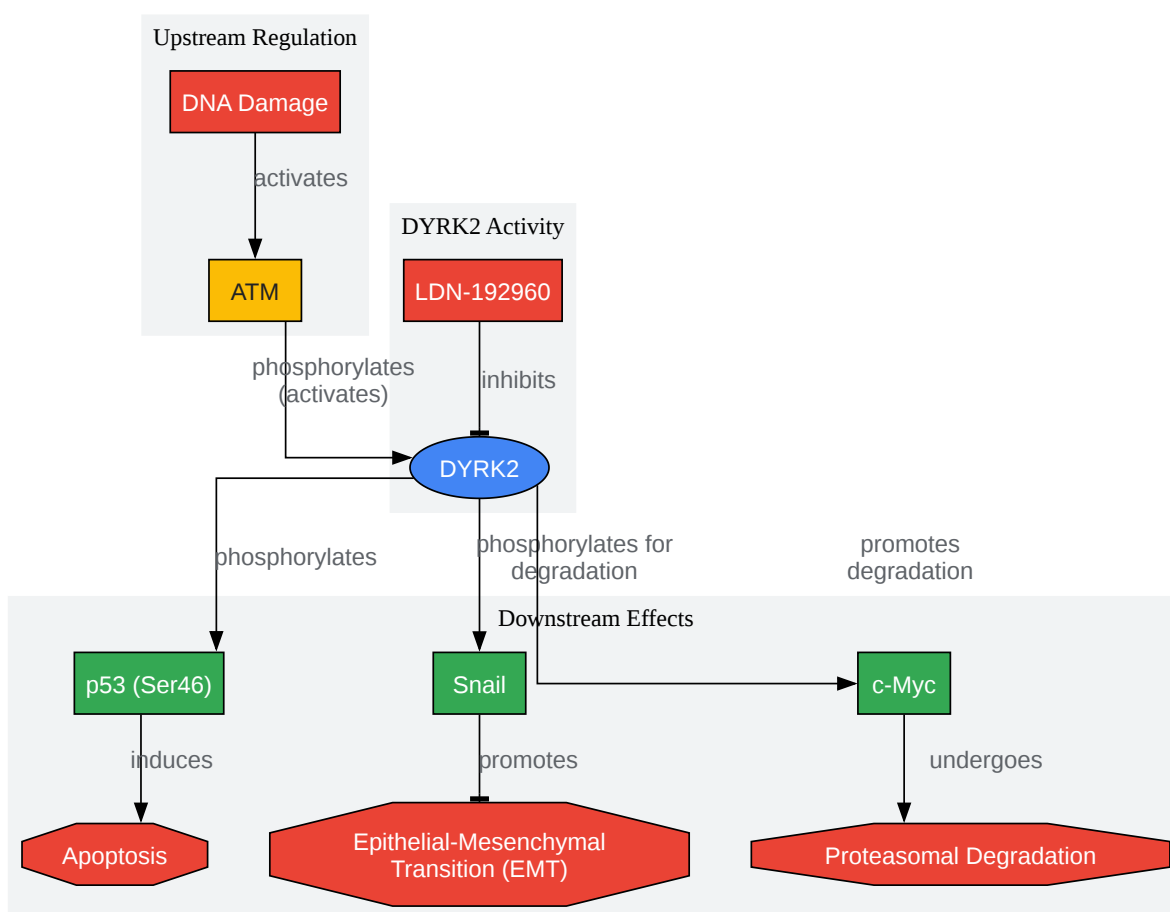 Upstream Regulation
DNA Damage
activates
DYRK2 Activity
ATM
LDN-192960
phosphorylates
(activates)
inhibits
DYRK2
phosphorylates
phosphorylates for
degradation
promotes
degradation
Downstream Effects
p53 (Ser46)
Snail
c-Myc
induces
promotes
undergoes
Apoptosis
Epithelial-Mesenchymal
Transition (EMT)
Proteasomal Degradation